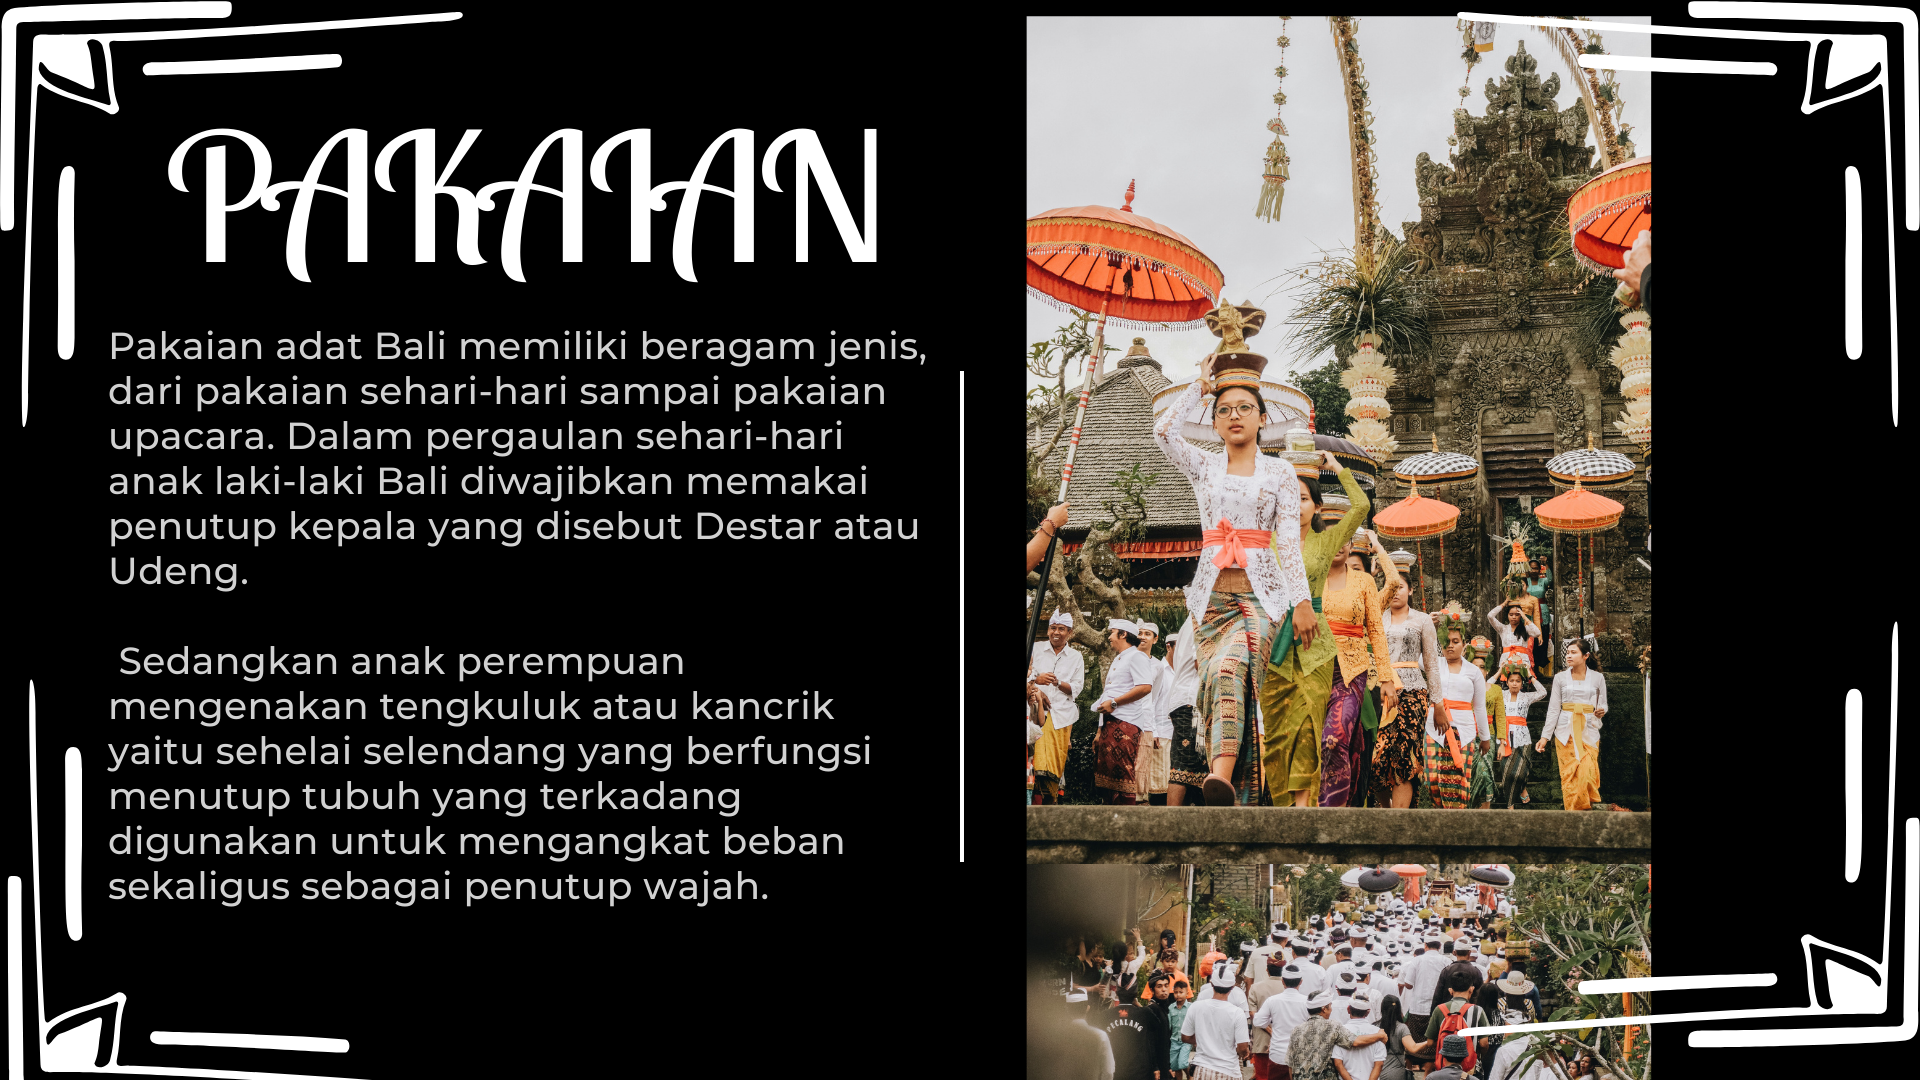 PAKAIAN
Pakaian adat Bali memiliki beragam jenis,
dari pakaian sehari-hari sampai pakaian
upacara. Dalam pergaulan sehari-hari
anak laki-laki Bali diwajibkan memakai
penutup kepala yang disebut Destar atau
Udeng.
Sedangkan anak perempuan
mengenakan tengkuluk atau kancrik
yaitu sehelai selendang yang berfungsi
menutup tubuh yang terkadang
digunakan untuk mengangkat beban
sekaligus sebagai penutup wajah.
PECALANG